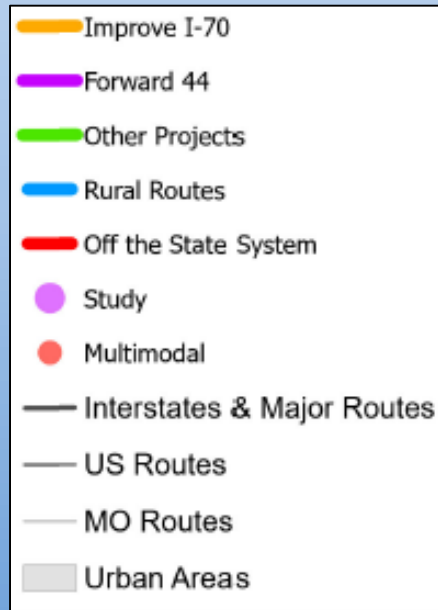 Improve I-70
Forward 44
Other Projects
Rural Routes
Off the State System
Study
Multimodal
Interstates & Major Routes
US Routes
MO Routes
Urban Areas